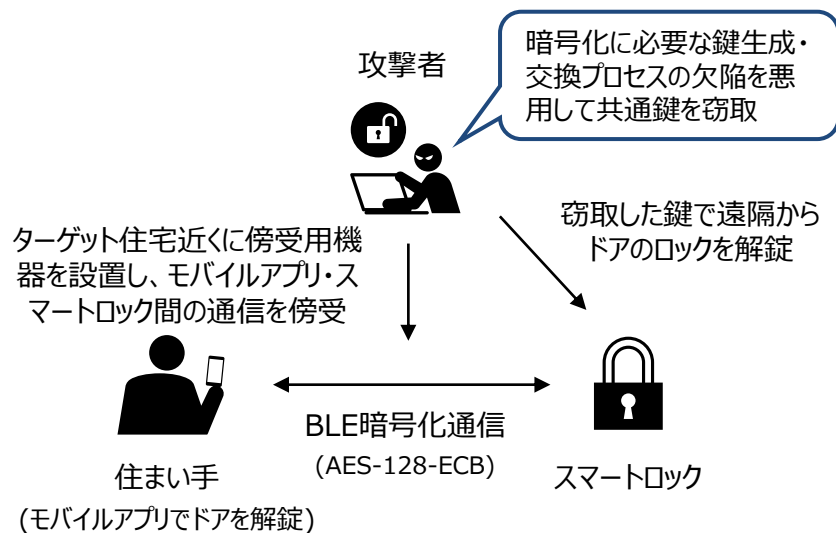 攻撃者
暗号化に必要な鍵生成・
交換プロセスの欠陥を悪
用して共通鍵を窃取
ターゲット住宅近くに傍受用機
器を設置し、モバイルアプリ・ス
マートロック間の通信を傍受
窃取した鍵で遠隔から
ドアのロックを解錠
BLE暗号化通信
(AES-128-ECB)
住まい手
(モバイルアプリでドアを解錠)
スマートロック